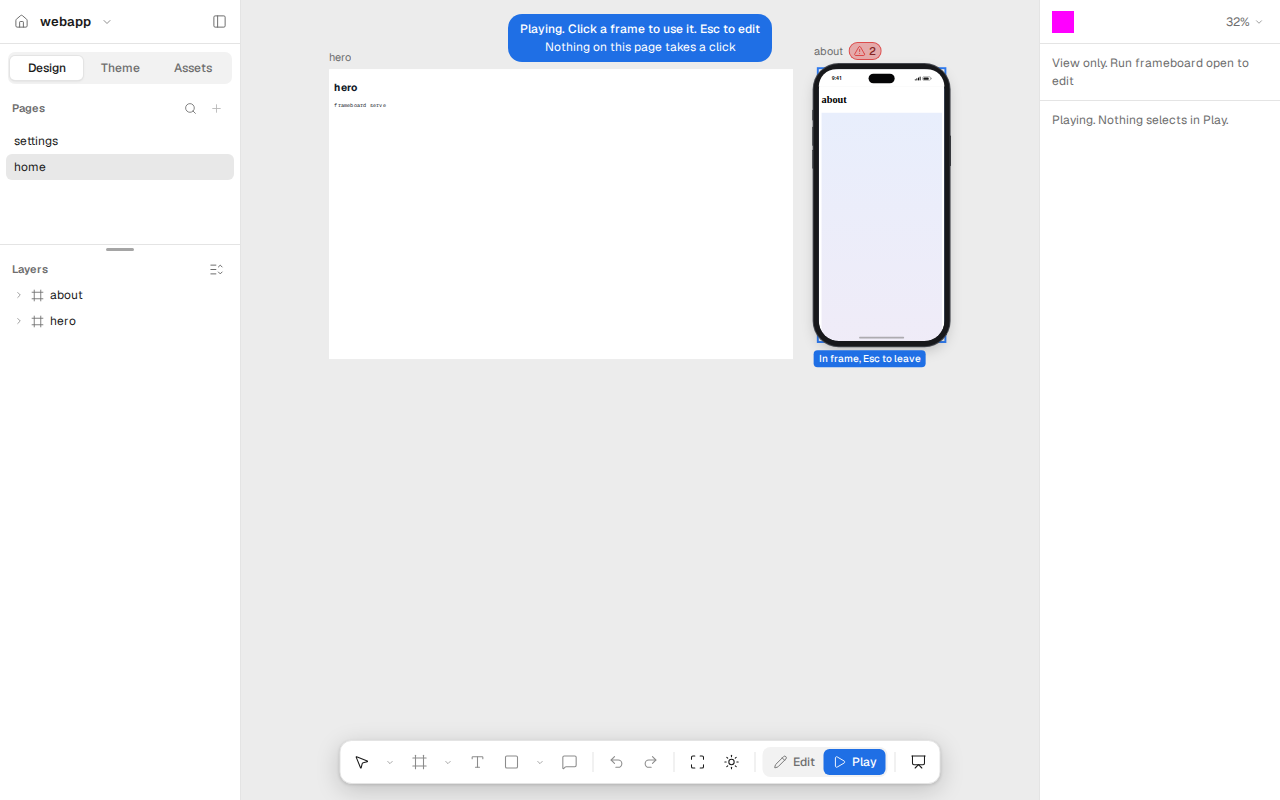 webapp
Design
Theme
Assets
Pages
settings
home
Layers
about
hero
Playing. Click a frame to use it. Esc to edit
Nothing on this page takes a click
hero
hero
frameboard serve
about
2
9:41
about
In frame, Esc to leave
Edit
Play
32%
View only. Run frameboard open to
edit
Playing. Nothing selects in Play.